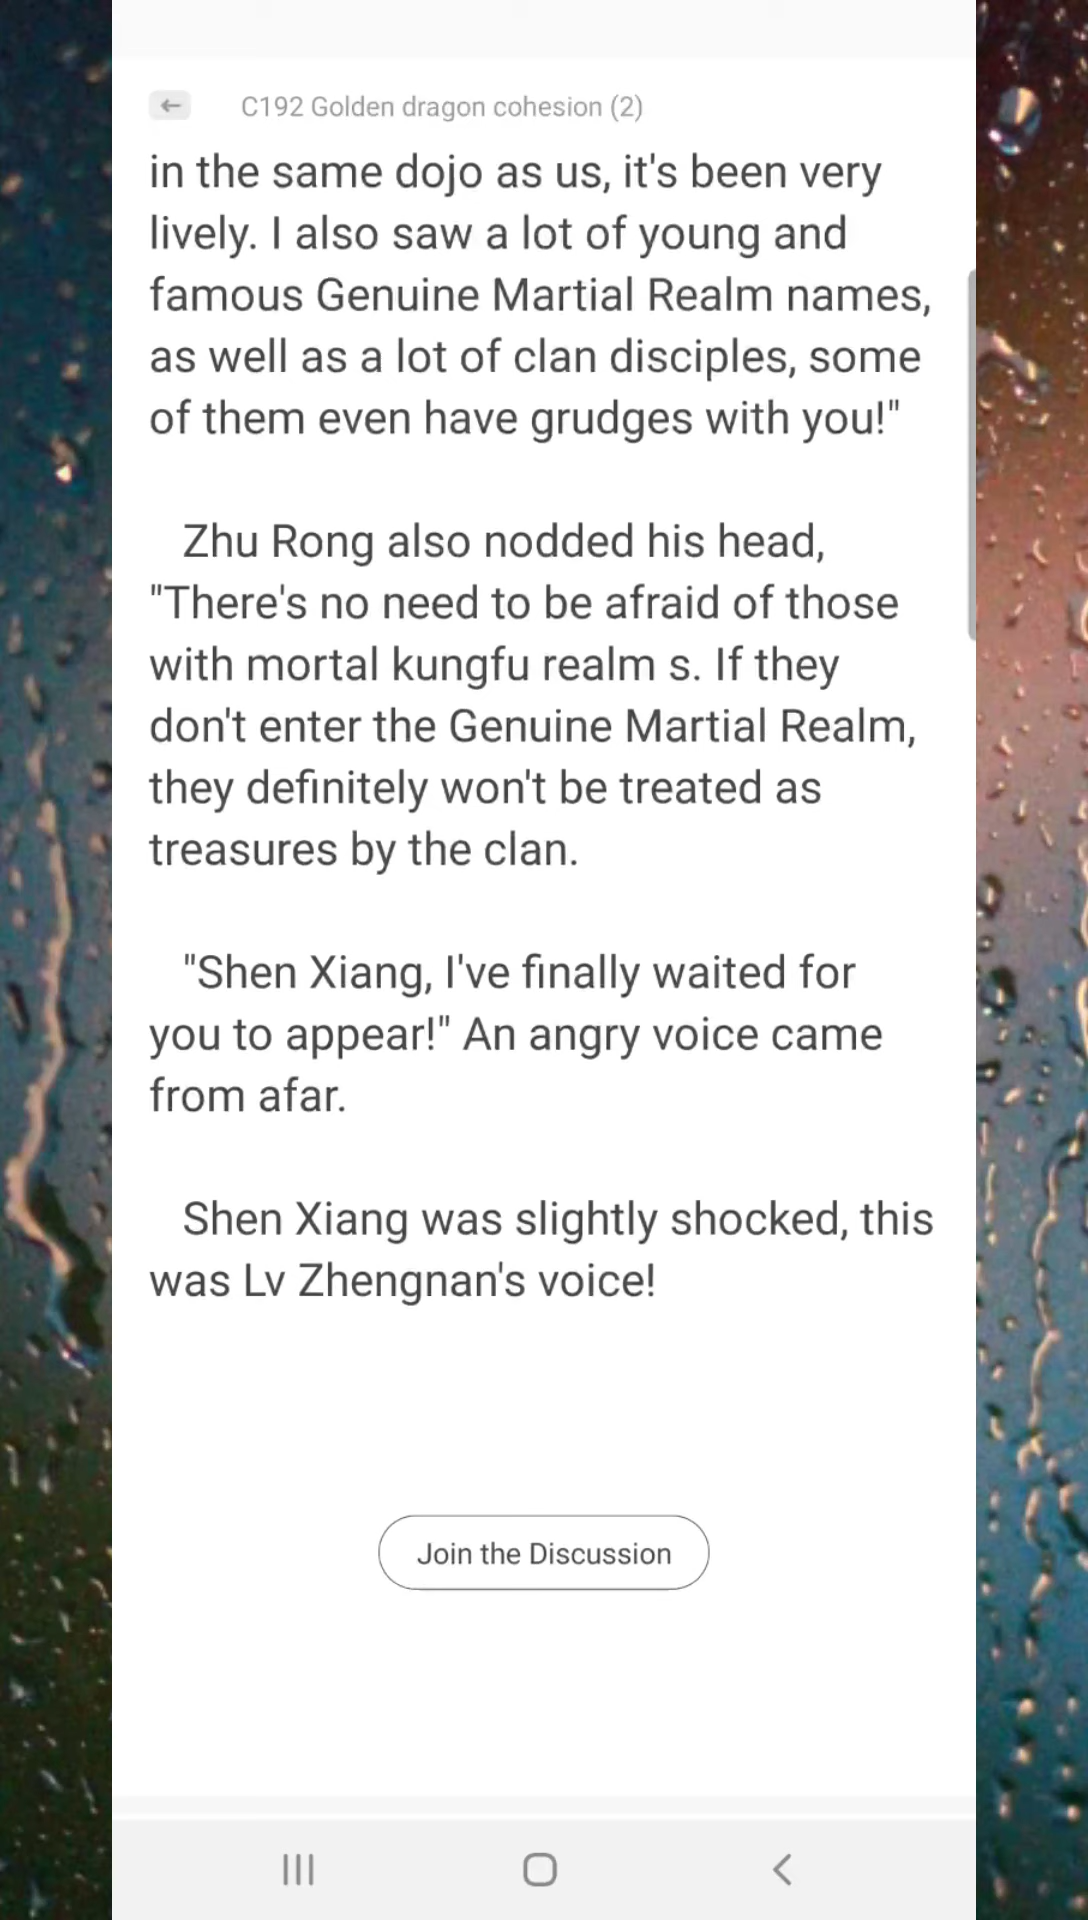 C192 Golden dragon cohesion (2)
in the same dojo as us, it's been very
lively. I also saw a lot of young and
famous Genuine Martial Realm names,
as well as a lot of clan disciples, some
of them even have grudges with you!"
Zhu Rong also nodded his head,
"There's no need to be afraid of those
with mortal kungfu realm s. If they
don't enter the Genuine Martial Realm,
they definitely won't be treated as
treasures by the clan.
"Shen Xiang, I've finally waited for
you to appear!" An angry voice came
from afar.
Shen Xiang was slightly shocked, this
was Lv Zhengnan's voice!
Join the Discussion